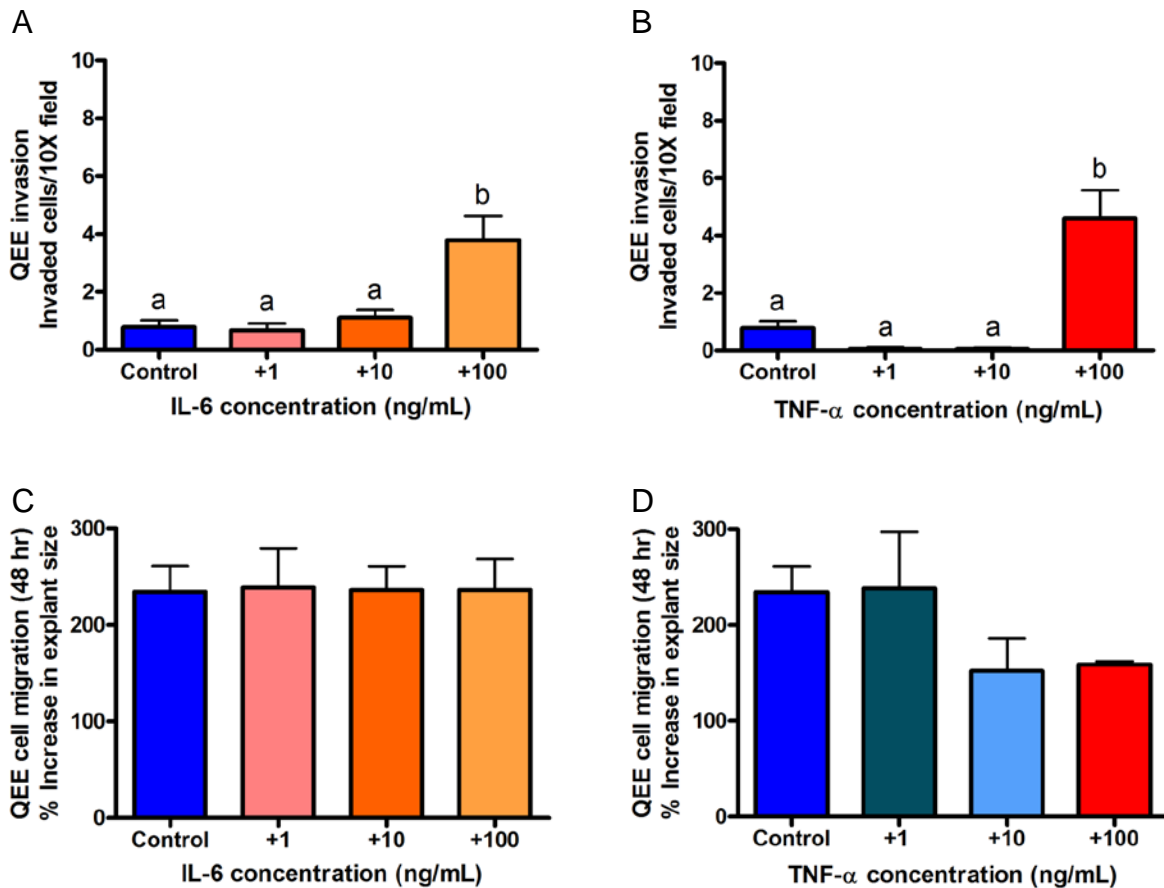 A
QEE invasion
Invaded cells/10X field
10
8
6
4
2
0
a
a
a
b
Control
+1
+10
+100
IL-6 concentration (ng/mL)
B
QEE invasion
Invaded cells/10X field
10
8
6
4
2
0
a
a
a
b
Control
+1
+10
+100
TNF-α concentration (ng/mL)
C
QEE cell migration (48 hr)
% Increase in explant size
300
200
100
0
Control
+1
+10
+100
IL-6 concentration (ng/mL)
D
QEE cell migration (48 hr)
% Increase in explant size
300
200
100
0
Control
+1
+10
+100
TNF-α concentration (ng/mL)